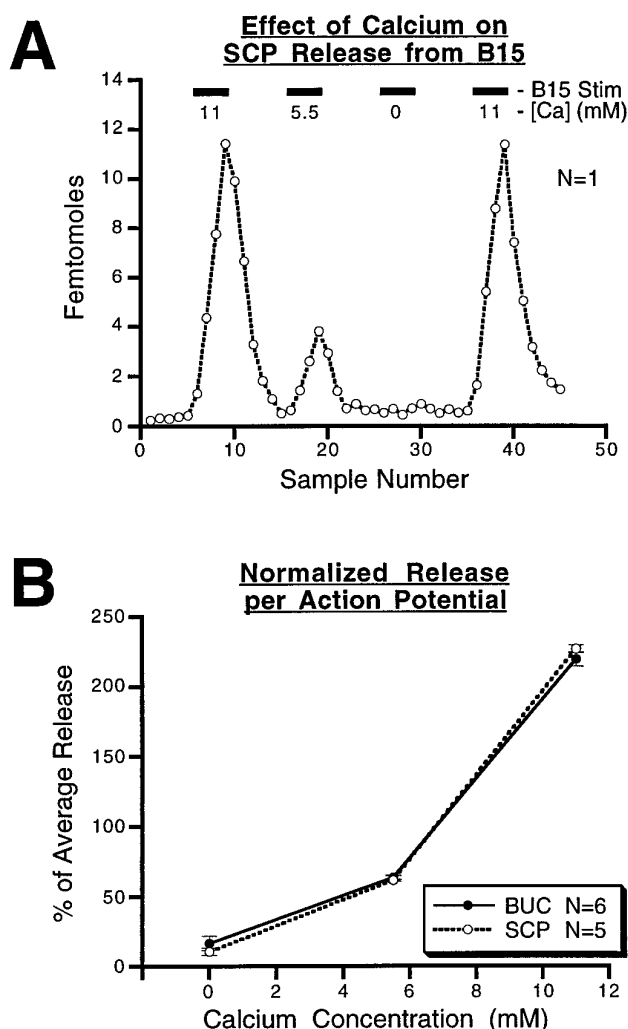 A
Effect of Calcium on
SCP Release from B15
14
12
10
8
6
4
2
0
Femtomoles
- B15 Stim
11 5.5 0 11 - [Ca] (mM)
N=1
0 10 20 30 40 50
Sample Number
B
Normalized Release
per Action Potential
250
200
150
100
50
0
% of Average Release
BUC N=6
SCP N=5
0 2 4 6 8 10 12
Calcium Concentration (mM)